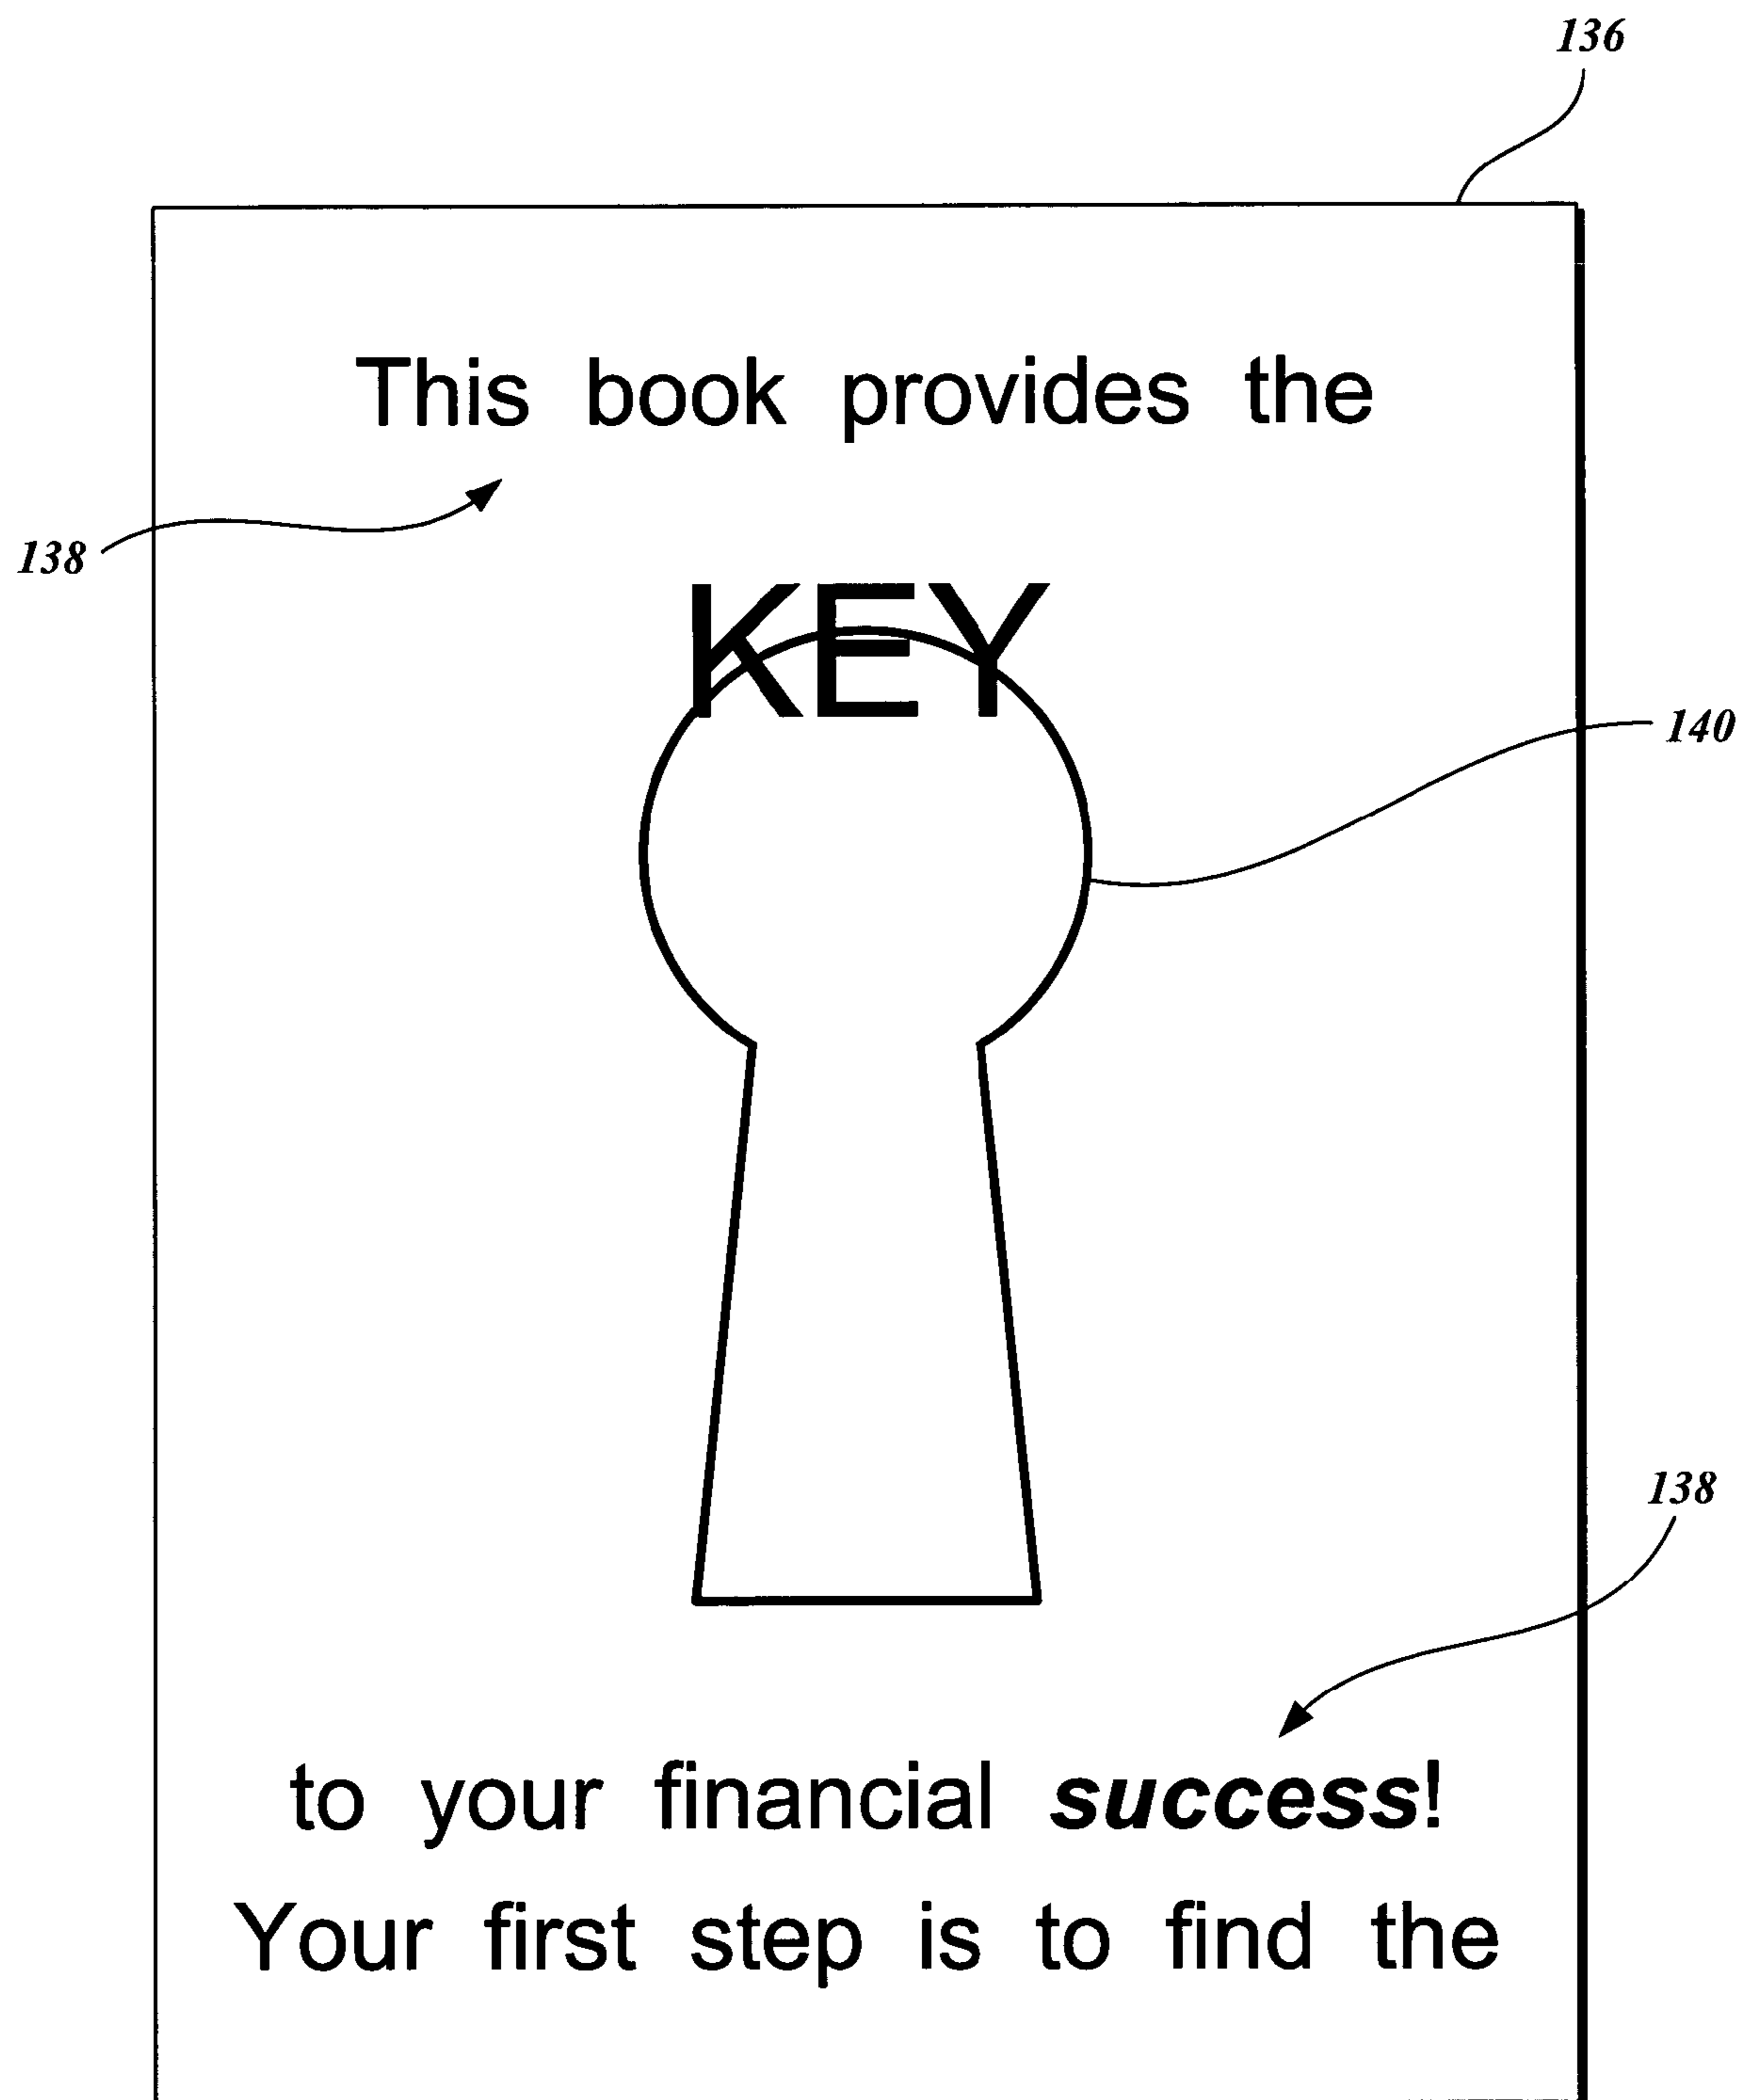 136
This book provides the
138
KEY
140
138
to your financial success!
Your first step is to find the